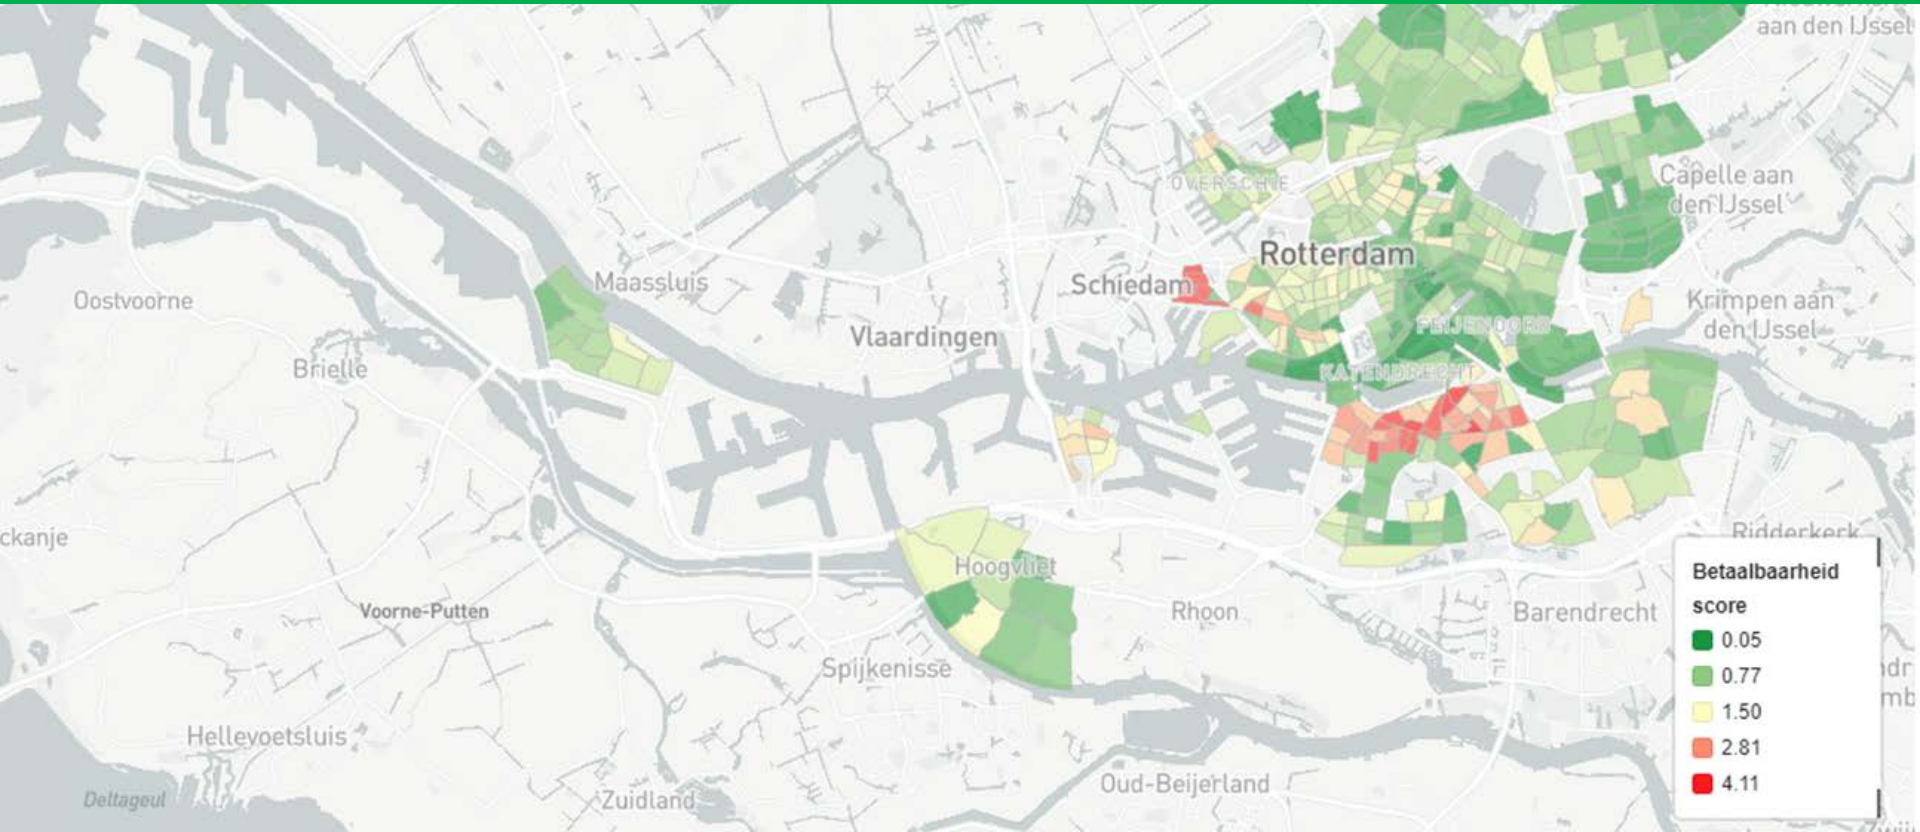 aan den IJssel
OVERSCHIE
Capelle aan
den IJssel
Rotterdam
Maassluis
Schiedam
Oostvoorne
Krimpen aan
den IJssel
FEIJENOORD
Vlaardingen
Brielle
KATENDRECHT
ckanje
Ridderkerk
Hoogvliet
Betaalbaarheid
score
0.05
0.77
1.50
2.81
4.11
Voorne-Putten
Rhoon
Barendrecht
Spijkenisse
ndr
mb
Hellevoetsluis
Oud-Beijerland
Deltageul
Zuidland